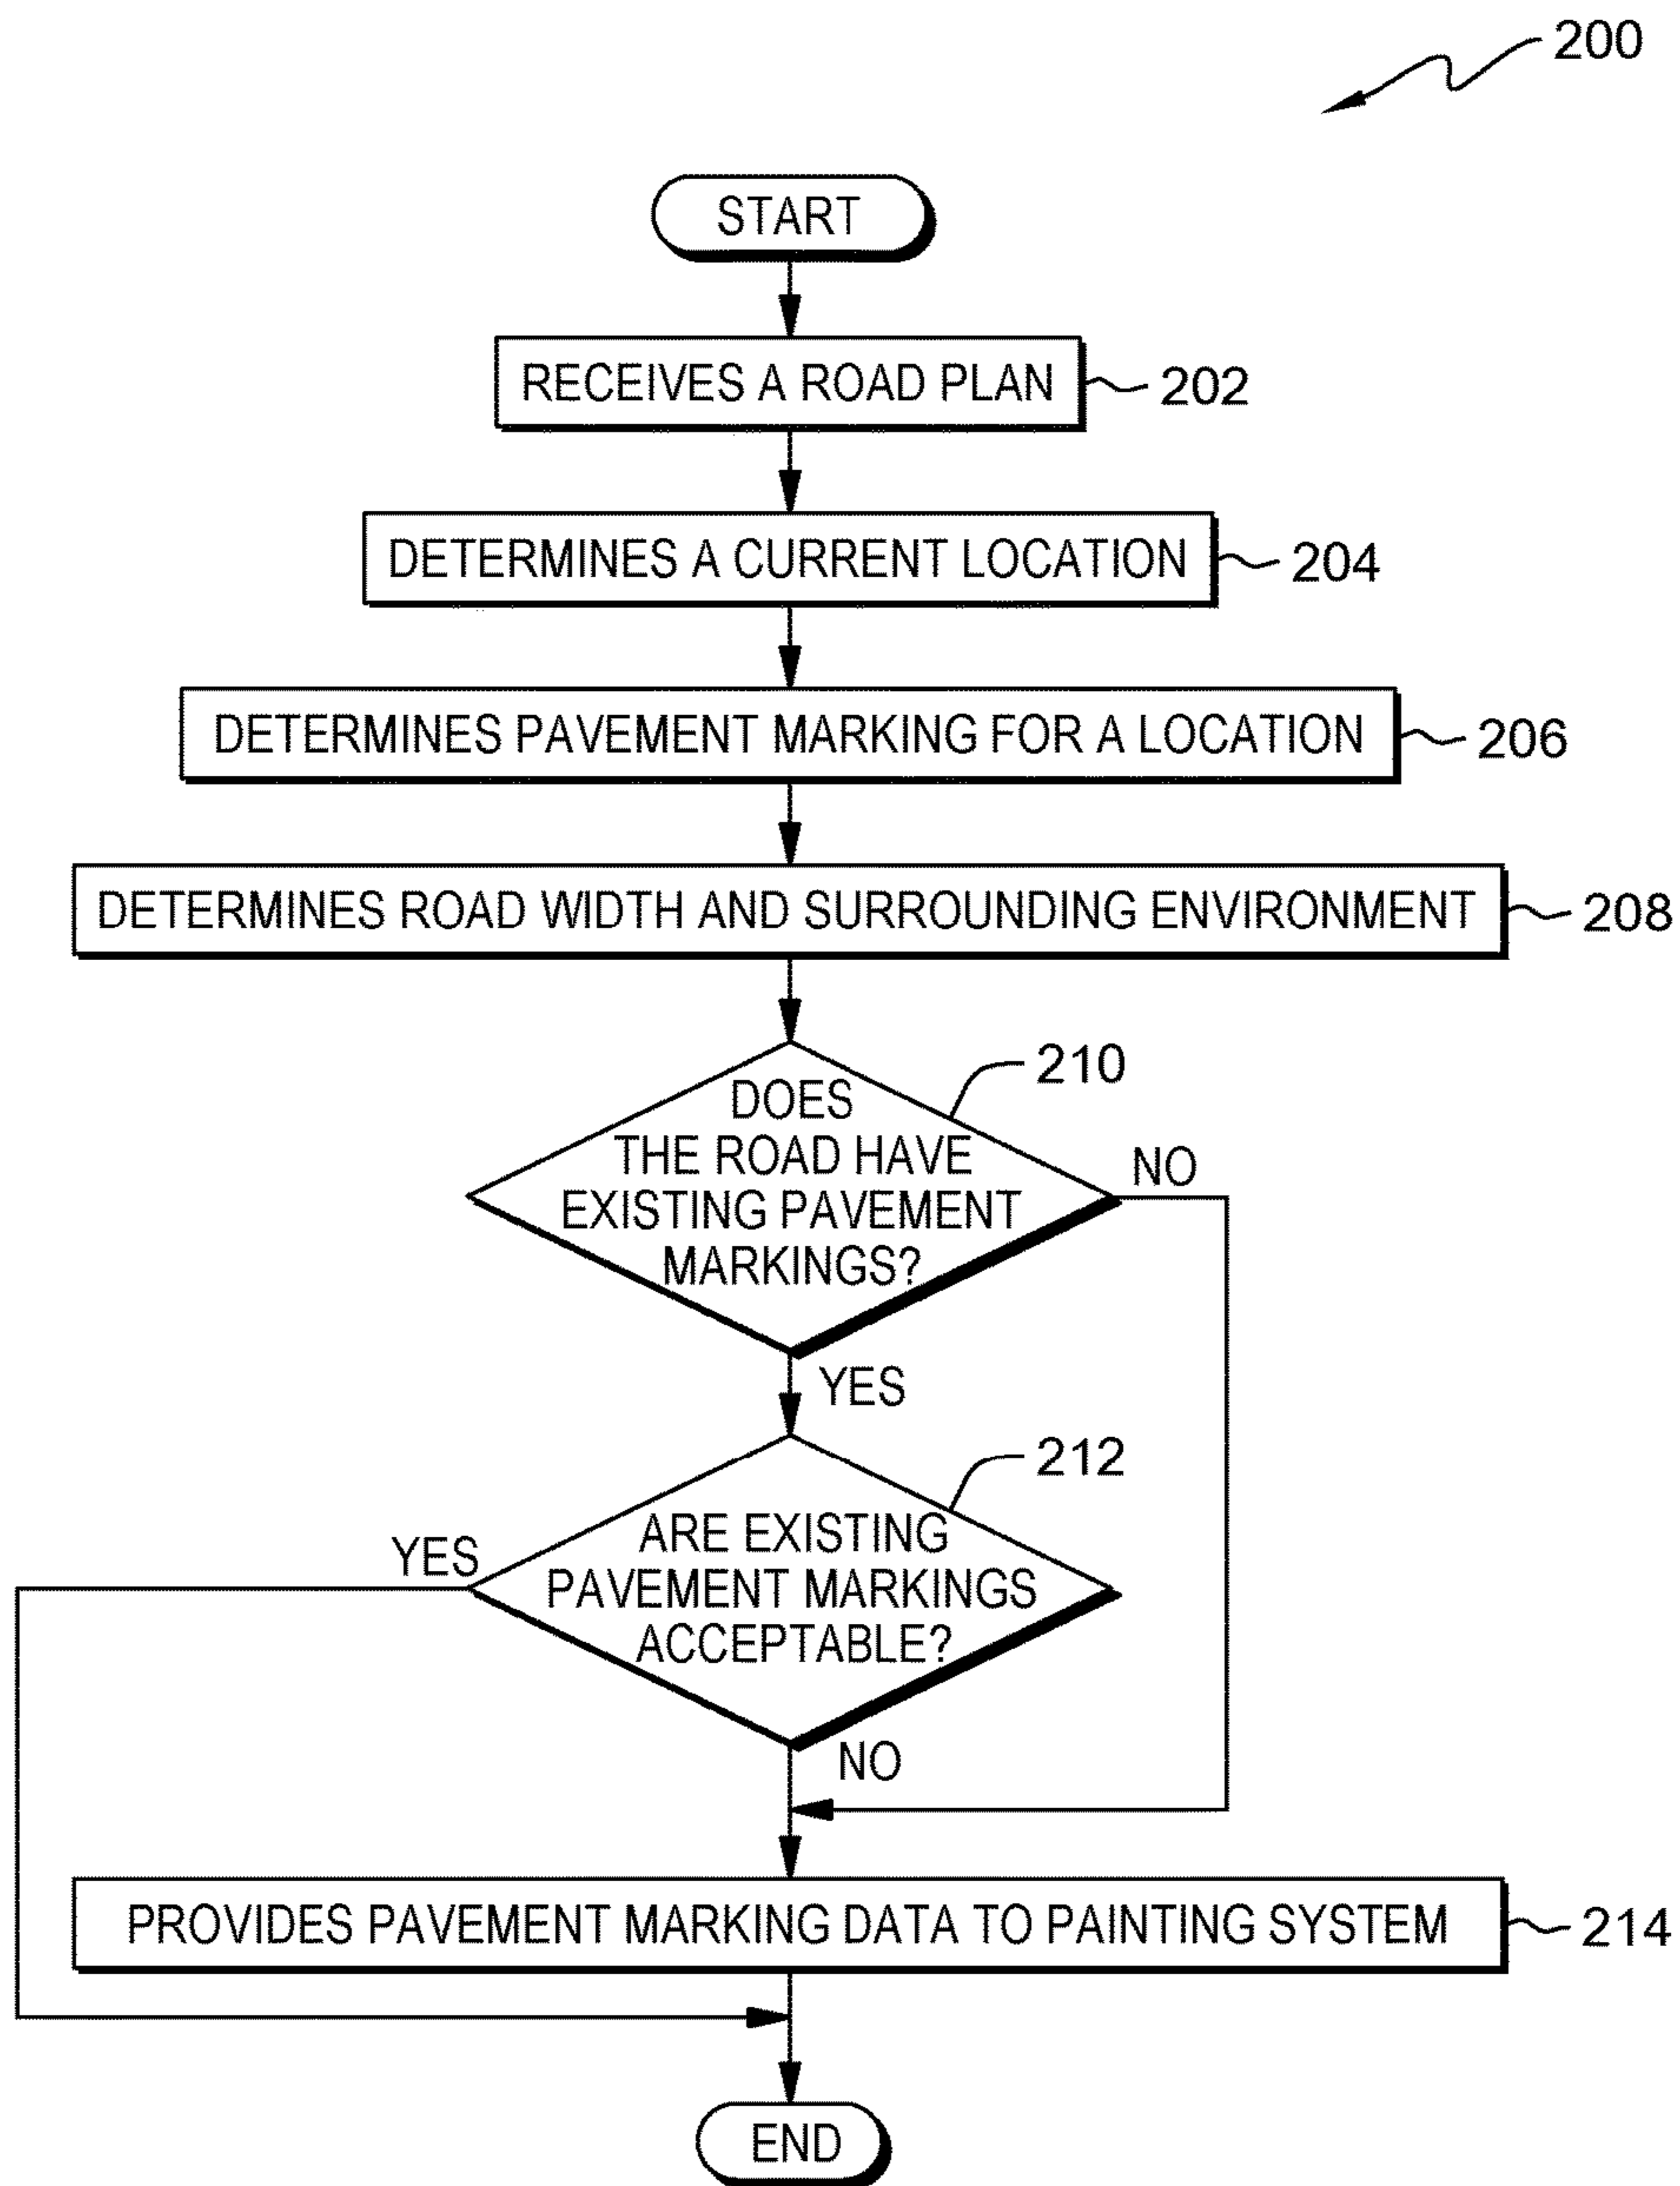 200
START
RECEIVES A ROAD PLAN
202
DETERMINES A CURRENT LOCATION
204
DETERMINES PAVEMENT MARKING FOR A LOCATION
206
DETERMINES ROAD WIDTH AND SURROUNDING ENVIRONMENT
208
210
DOES
THE ROAD HAVE
EXISTING PAVEMENT
MARKINGS?
NO
YES
212
ARE EXISTING
PAVEMENT MARKINGS
ACCEPTABLE?
YES
NO
PROVIDES PAVEMENT MARKING DATA TO PAINTING SYSTEM
214
END